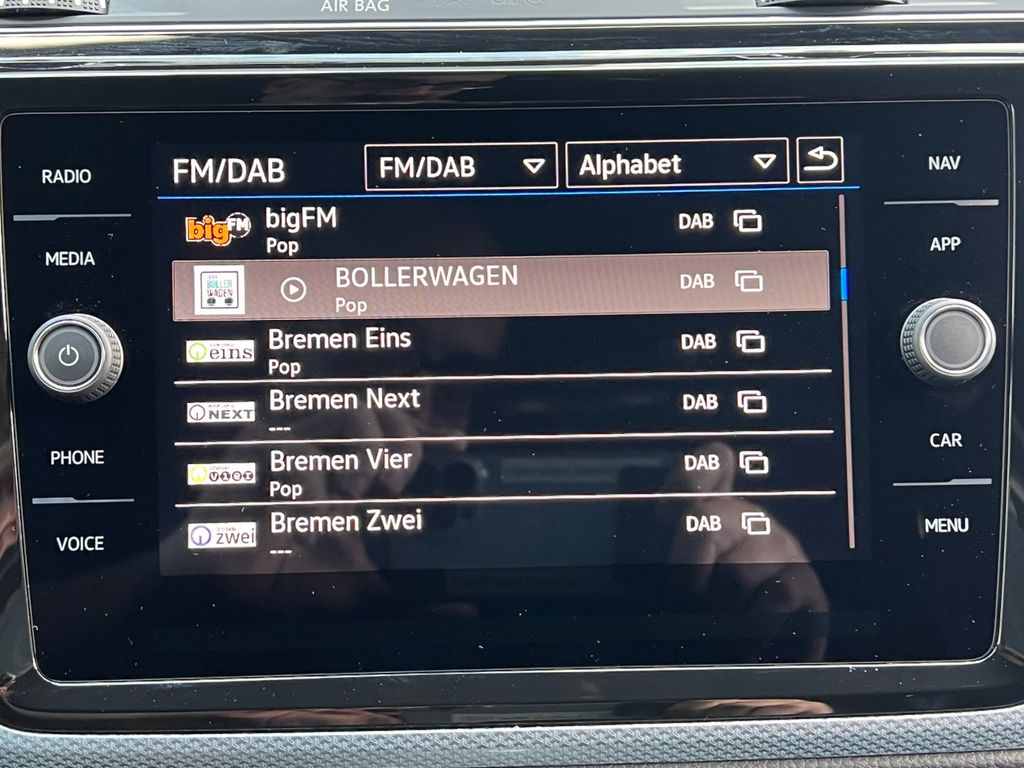 AIR BAG
RADIO
MEDIA
PHONE
VOICE
FM/DAB
FM/DAB
Alphabet
bigFM
bigFM
Pop
DAB
BOLLER
WAGEN
BOLLERWAGEN
Pop
DAB
eins
Bremen Eins
Pop
DAB
NEXT
Bremen Next
---
DAB
vier
Bremen Vier
Pop
DAB
zwei
Bremen Zwei
---
DAB
NAV
APP
CAR
MENU